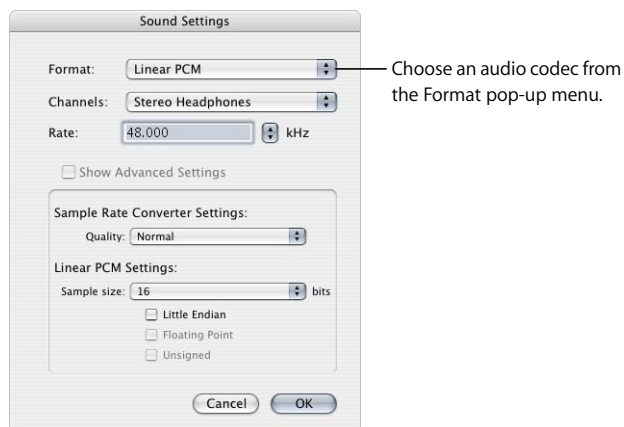 Sound Settings
Format: Linear PCM
Choose an audio codec from
the Format pop-up menu.
Channels: Stereo Headphones
Rate: 48.000 kHz
Show Advanced Settings
Sample Rate Converter Settings:
Quality: Normal
Linear PCM Settings:
Sample size: 16 bits
Little Endian
Floating Point
Unsigned
Cancel OK